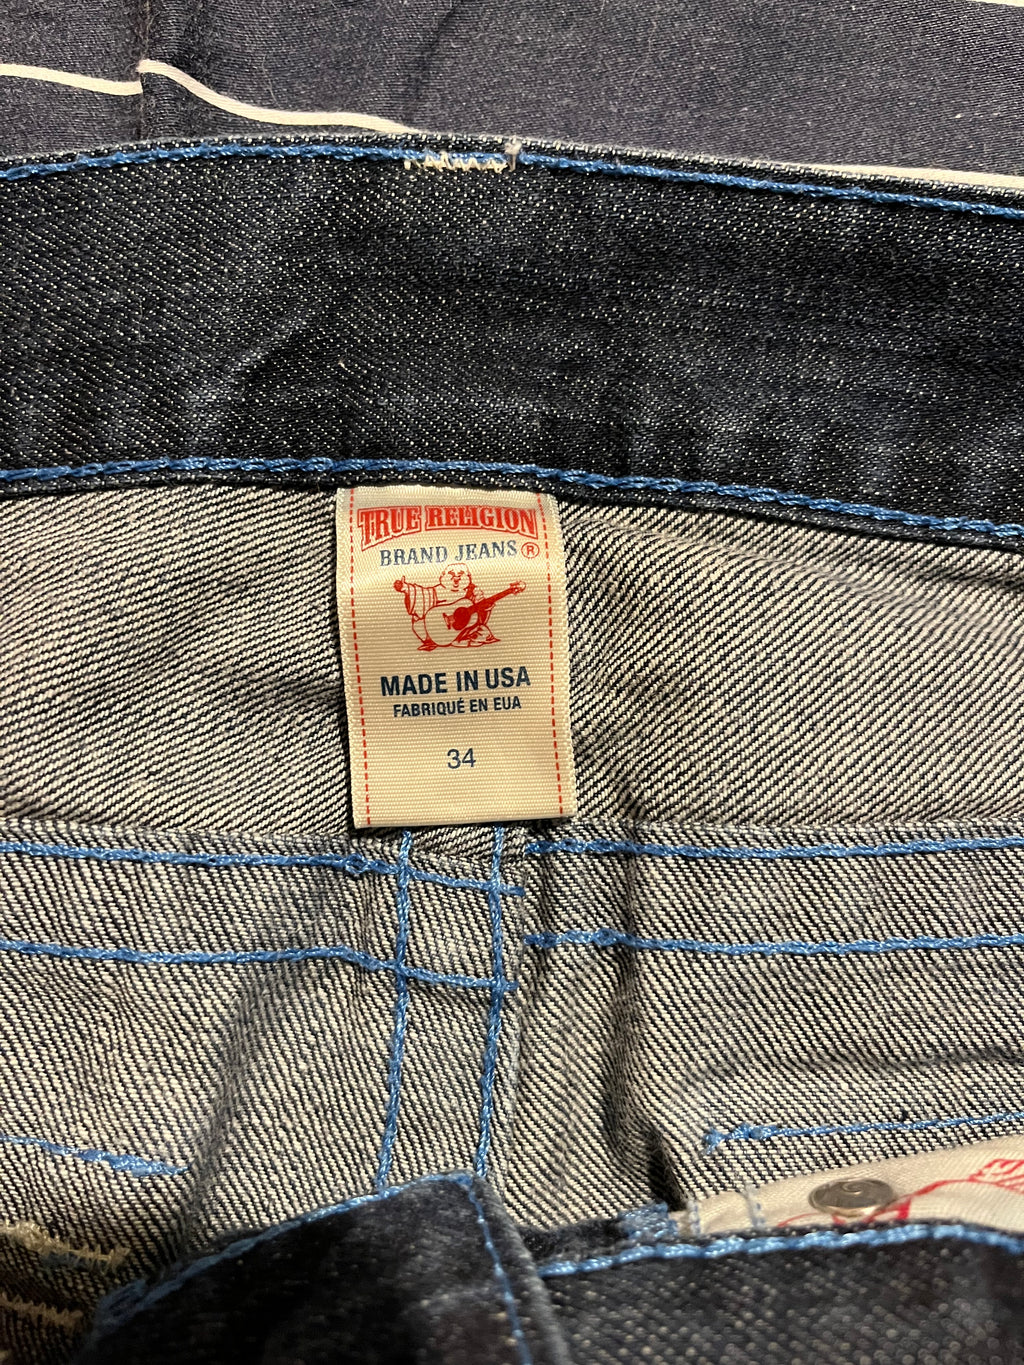 TRUE RELIGION
BRAND JEANS ®
MADE IN USA
FABRIQUÉ EN EUA
34